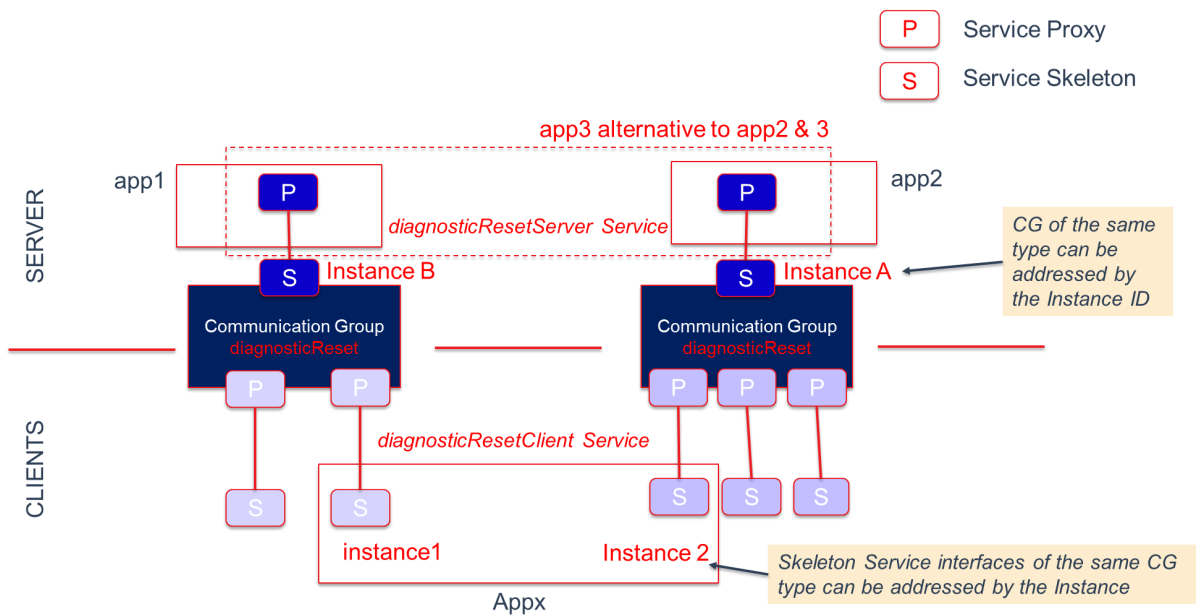 P Service Proxy
S Service Skeleton
app3 alternative to app2 & 3
app1
P
P
app2
diagnosticResetServer Service
SERVER
S Instance B
S Instance A
CG of the same
type can be
addressed by
the Instance ID
Communication Group
diagnosticReset
Communication Group
diagnosticReset
P
P
P
P
P
CLIENTS
diagnosticResetClient Service
S
S
S
S
S
instance1
Instance 2
Skeleton Service interfaces of the same CG
type can be addressed by the Instance
Appx